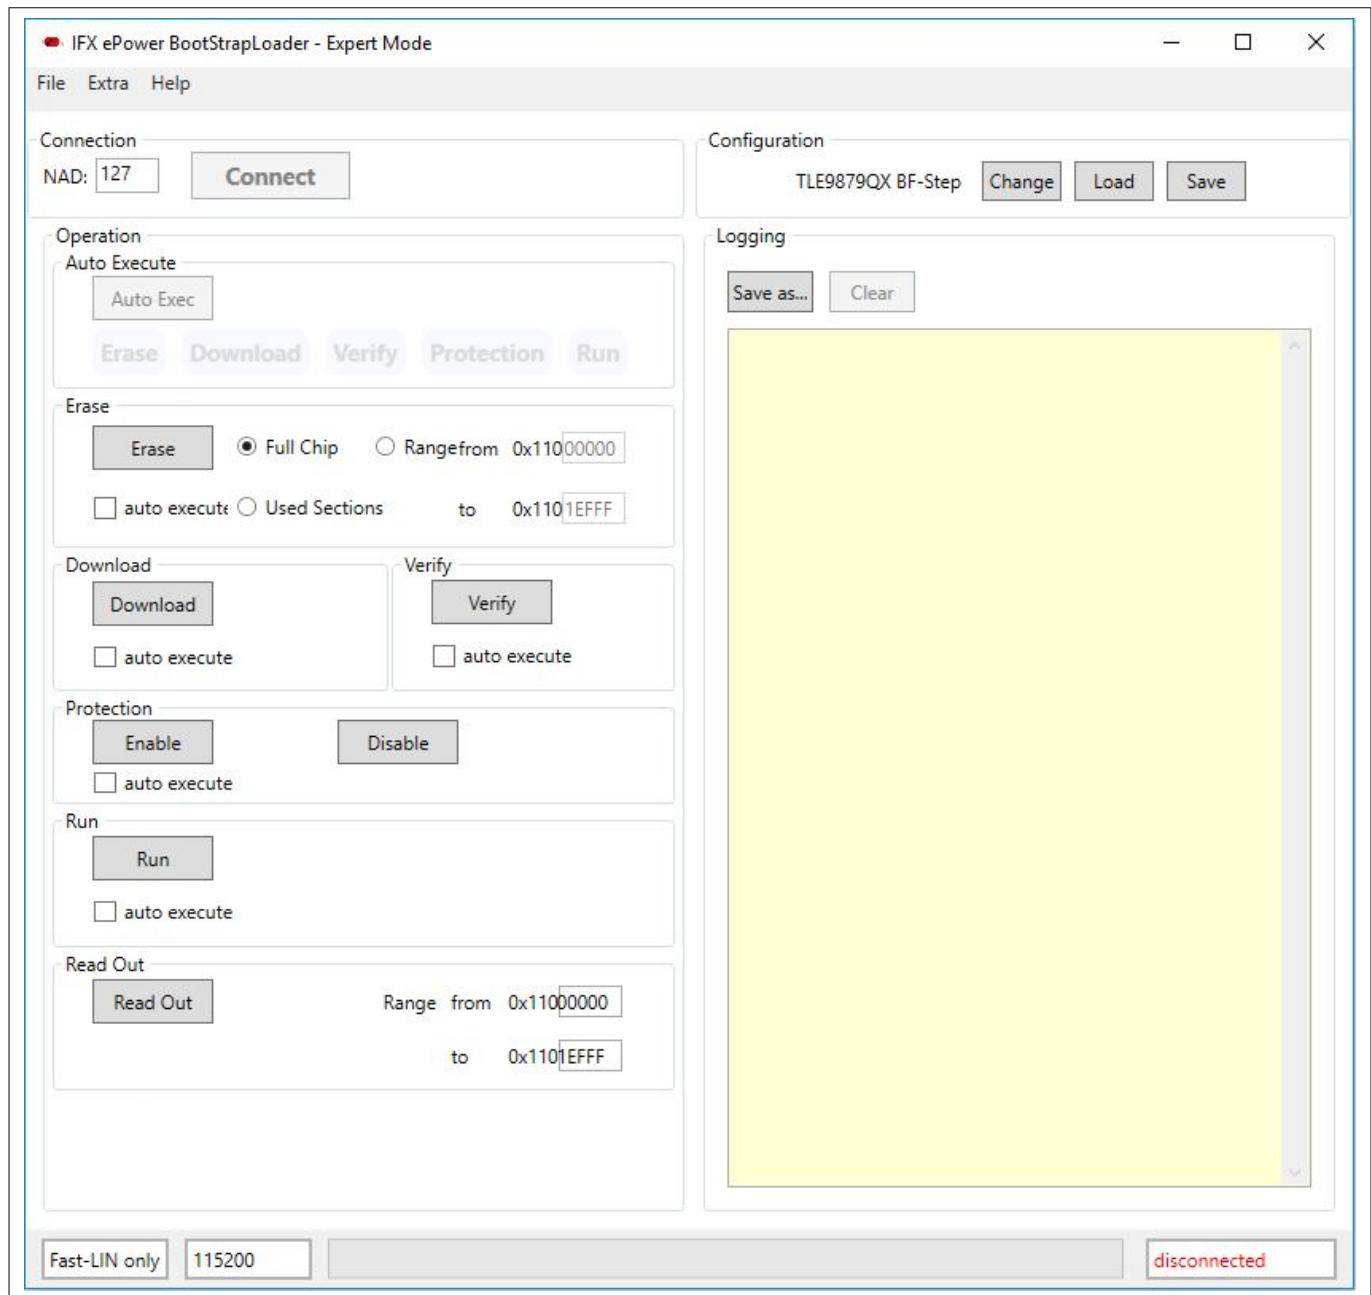 IFX ePower BootStrapLoader - Expert Mode
File Extra Help
Connection
NAD: 127 Connect
Configuration
TLE9879QX BF-Step Change Load Save
Operation
Auto Execute
Auto Exec
Erase Download Verify Protection Run
Erase
Erase Full Chip Range from 0x11000000
auto execute Used Sections to 0x1101EFFF
Download
Download
auto execute
Verify
Verify
auto execute
Protection
Enable Disable
auto execute
Run
Run
auto execute
Read Out
Read Out Range from 0x11000000
to 0x1101EFFF
Logging
Save as... Clear
Fast-LIN only 115200 disconnected